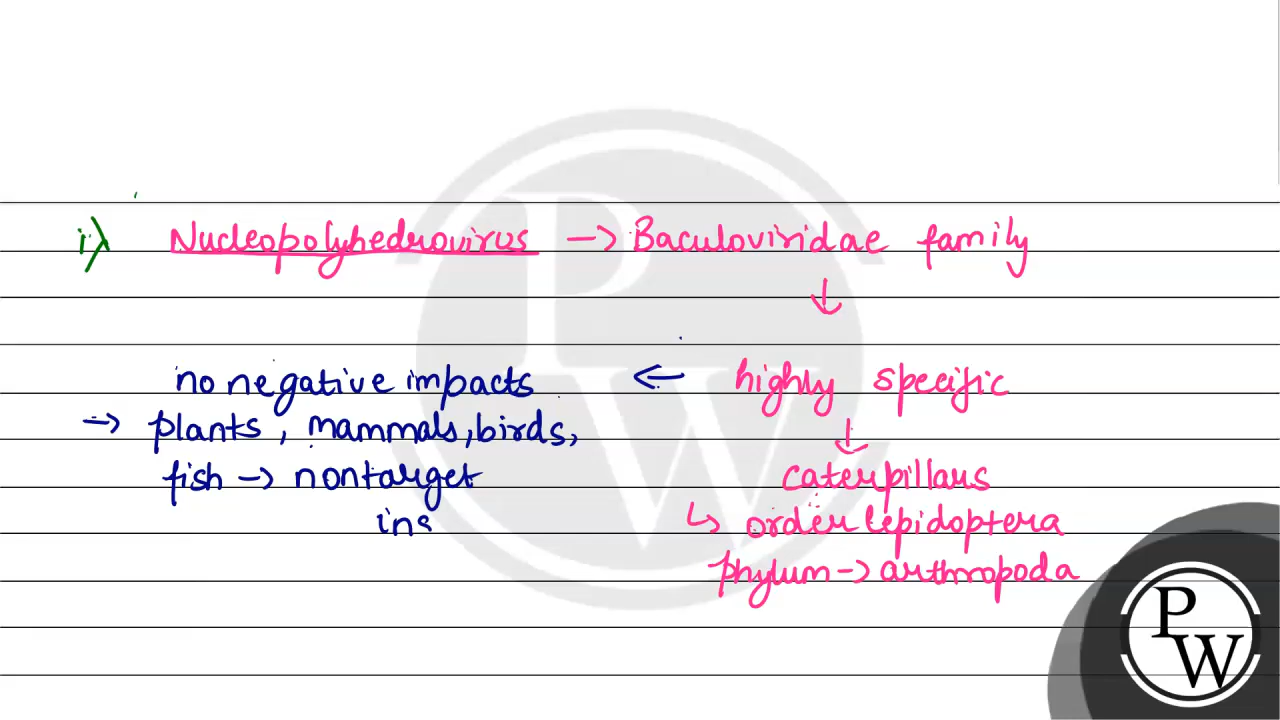 i) Nucleopolyhedrovirus → Baculoviridae family
↓
no negative impacts ← highly specific
→ plants, mammals, birds, ↓
fish → nontarget caterpillars
ins ↳ order lepidoptera
phylum → arthropoda
P
W
P
W